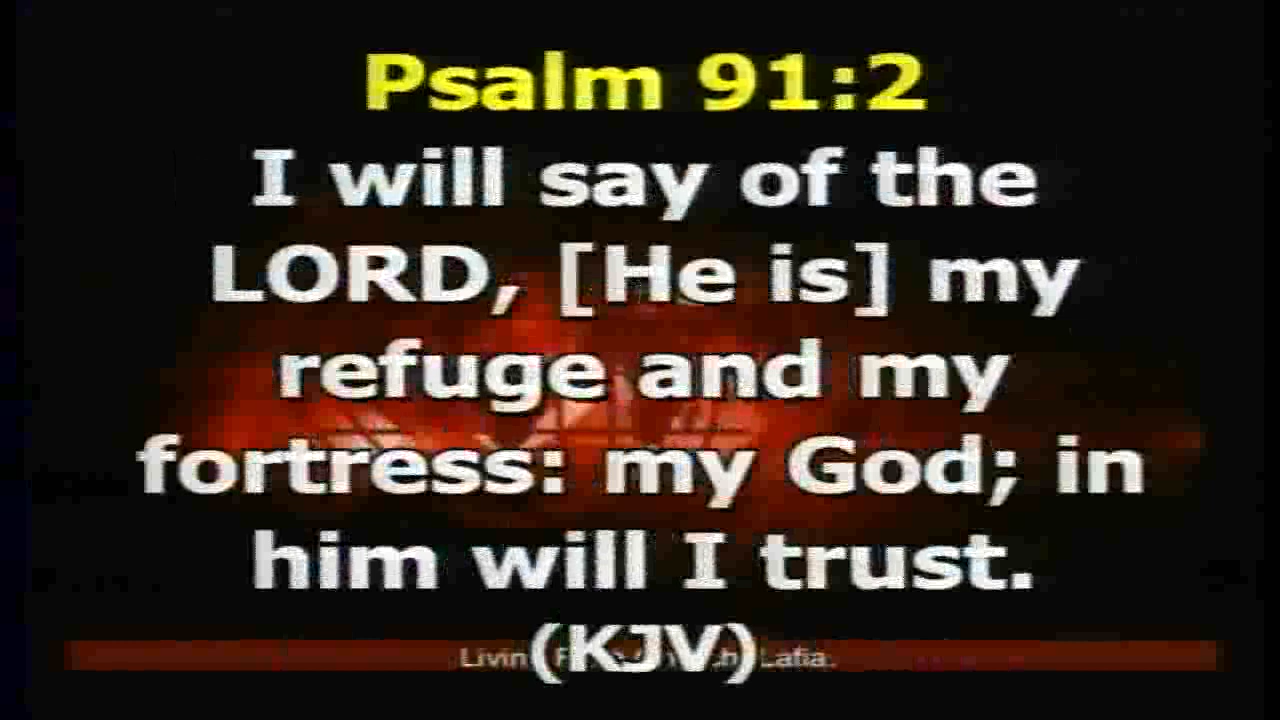 Psalm 91:2
I will say of the
LORD, [He is] my
refuge and my
fortress: my God; in
him will I trust.
(KJV)
Lafia.